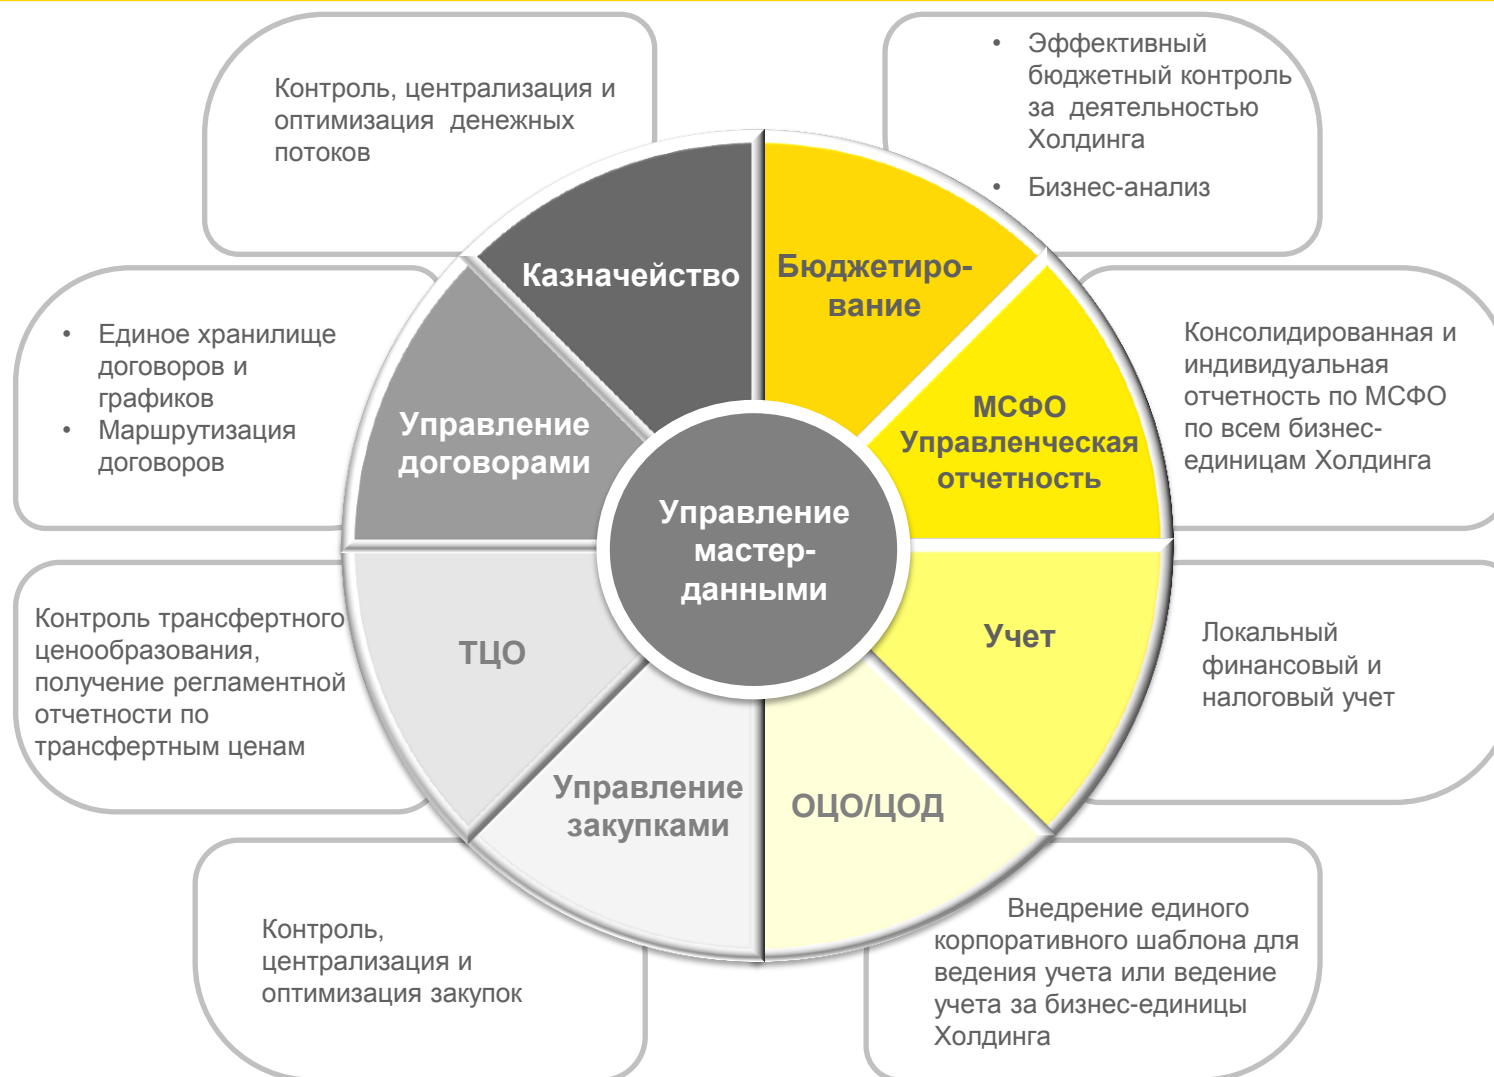 Контроль, централизация и
оптимизация денежных
потоков
• Эффективный
бюджетный контроль
за деятельностью
Холдинга
• Бизнес-анализ
Казначейство
Бюджетиро-
вание
• Единое хранилище
договоров и
графиков
• Маршрутизация
договоров
Управление
договорами
МСФО
Управленческая
отчетность
Консолидированная и
индивидуальная
отчетность по МСФО
по всем бизнес-
единицам Холдинга
Управление
мастер-
данными
Контроль трансфертного
ценообразования,
получение регламентной
отчетности по
трансфертным ценам
ТЦО
Учет
Локальный
финансовый и
налоговый учет
Управление
закупками
ОЦО/ЦОД
Контроль,
централизация и
оптимизация закупок
Внедрение единого
корпоративного шаблона для
ведения учета или ведение
учета за бизнес-единицы
Холдинга